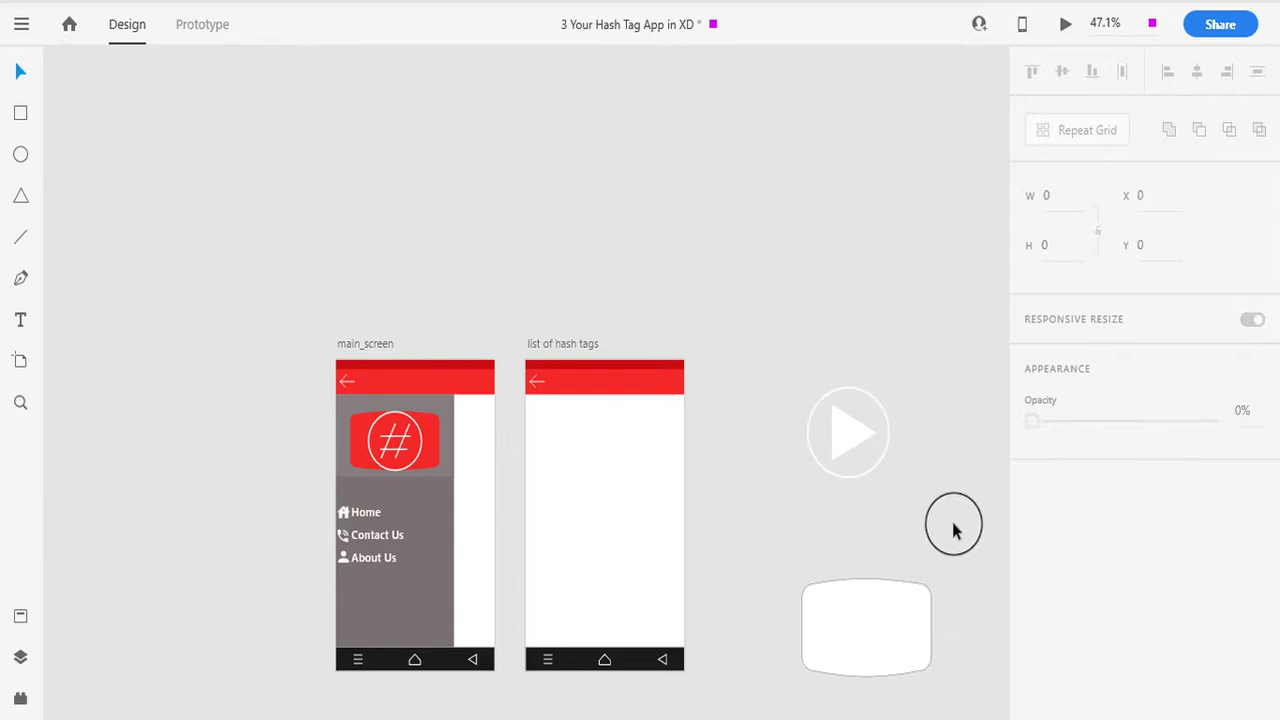 Design
Prototype
3 Your Hash Tag App in XD *
47.1%
Share
Repeat Grid
W 0
X 0
H 0
Y 0
RESPONSIVE RESIZE
APPEARANCE
Opacity
0%
T
main_screen
list of hash tags
#
Home
Contact Us
About Us